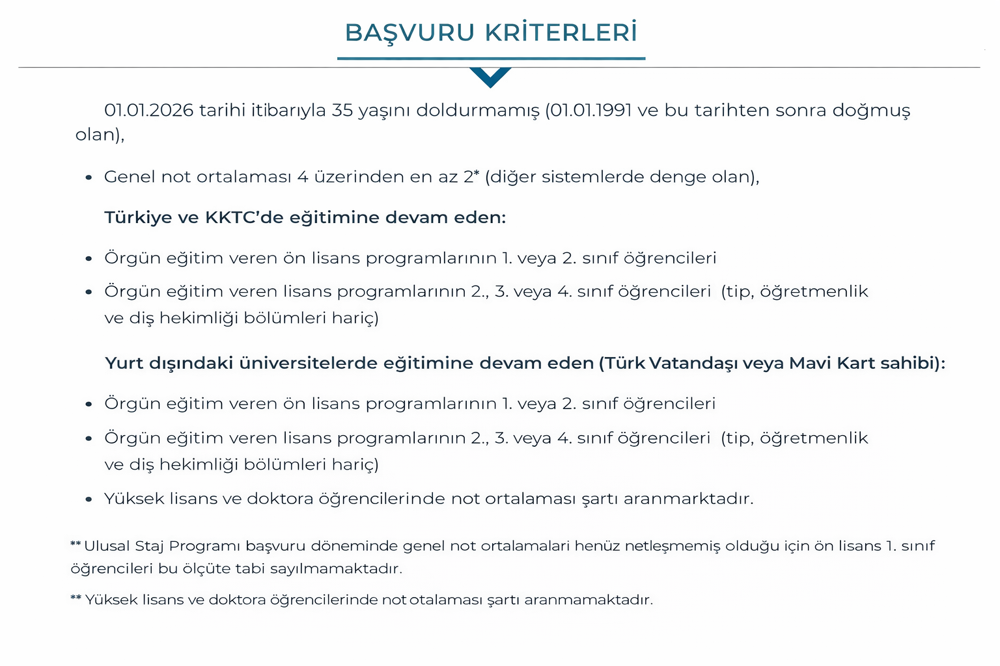 BAŞVURU KRİTERLERİ
01.01.2026 tarihi itibarıyla 35 yaşını doldurmamış (01.01.1991 ve bu tarihten sonra doğmuş
olan),
• Genel not ortalaması 4 üzerinden en az 2* (diğer sistemlerde denge olan),
Türkiye ve KKTC’de eğitimine devam eden:
• Örgün eğitim veren ön lisans programlarının 1. veya 2. sınıf öğrencileri
• Örgün eğitim veren lisans programlarının 2., 3. veya 4. sınıf öğrencileri (tip, öğretmenlik
ve diş hekimliği bölümleri hariç)
Yurt dışındaki üniversitelerde eğitimine devam eden (Türk Vatandaşı veya Mavi Kart sahibi):
• Örgün eğitim veren ön lisans programlarının 1. veya 2. sınıf öğrencileri
• Örgün eğitim veren lisans programlarının 2., 3. veya 4. sınıf öğrencileri (tip, öğretmenlik
ve diş hekimliği bölümleri hariç)
• Yüksek lisans ve doktora öğrencilerinde not ortalaması şartı aranmarktadır.
** Ulusal Staj Programı başvuru döneminde genel not ortalamalari henüz netleşmemiş olduğu için ön lisans 1. sınıf
öğrencileri bu ölçüte tabi sayılmamaktadır.
** Yüksek lisans ve doktora öğrencilerinde not otalaması şartı aranmamaktadır.